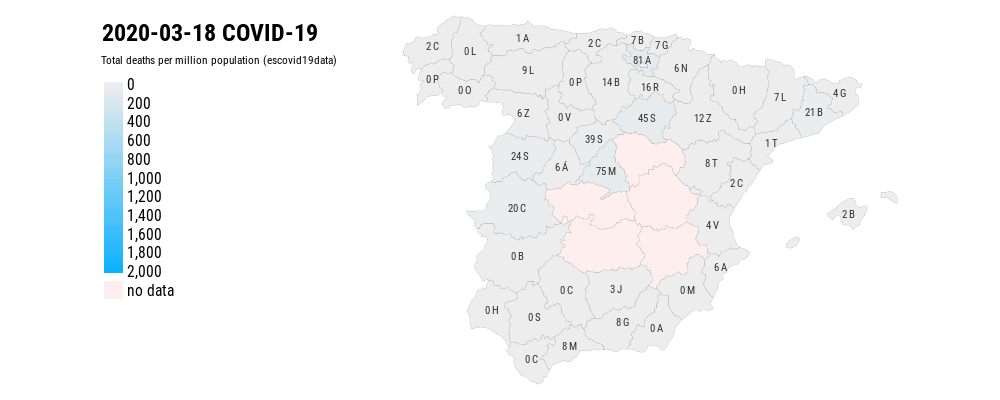 2020-03-18 COVID-19
Total deaths per million population (escovid19data)
0
200
400
600
800
1,000
1,200
1,400
1,600
1,800
2,000
no data
2 C
0 L
1 A
2 C
7 B
7 G
81 A
6 N
0 P
0 O
9 L
0 P
14 B
16 R
0 H
7 L
21 B
4 G
6 Z
0 V
45 S
12 Z
1 T
39 S
24 S
6 Á
75 M
8 T
2 C
20 C
2 B
4 V
0 B
6 A
0 C
3 J
0 M
0 H
0 S
8 G
0 A
8 M
0 C